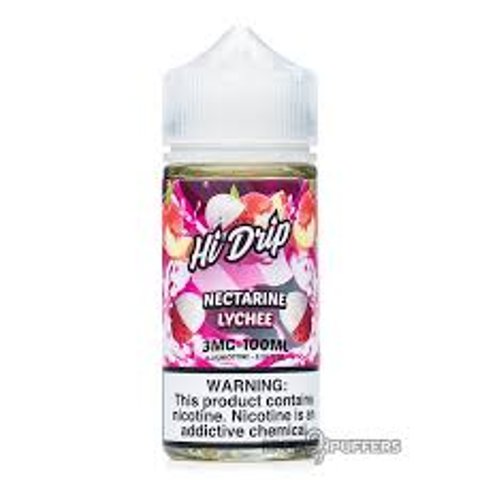 Hi Drip
NECTARINE
LYCHEE
3MG 100ML
WARNING:
This product contains
nicotine. Nicotine is an
addictive chemical.
PUFFERS